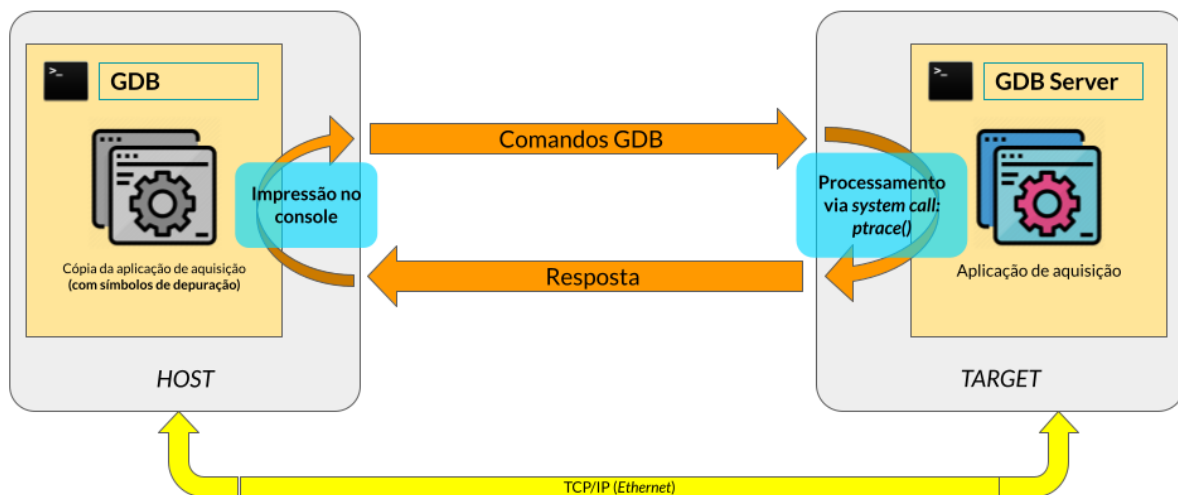 GDB
Impressão no
console
Cópia da aplicação de aquisição
(com símbolos de depuração)
HOST
Comandos GDB
Resposta
GDB Server
Processamento
via system call:
ptrace()
Aplicação de aquisição
TARGET
TCP/IP (Ethernet)